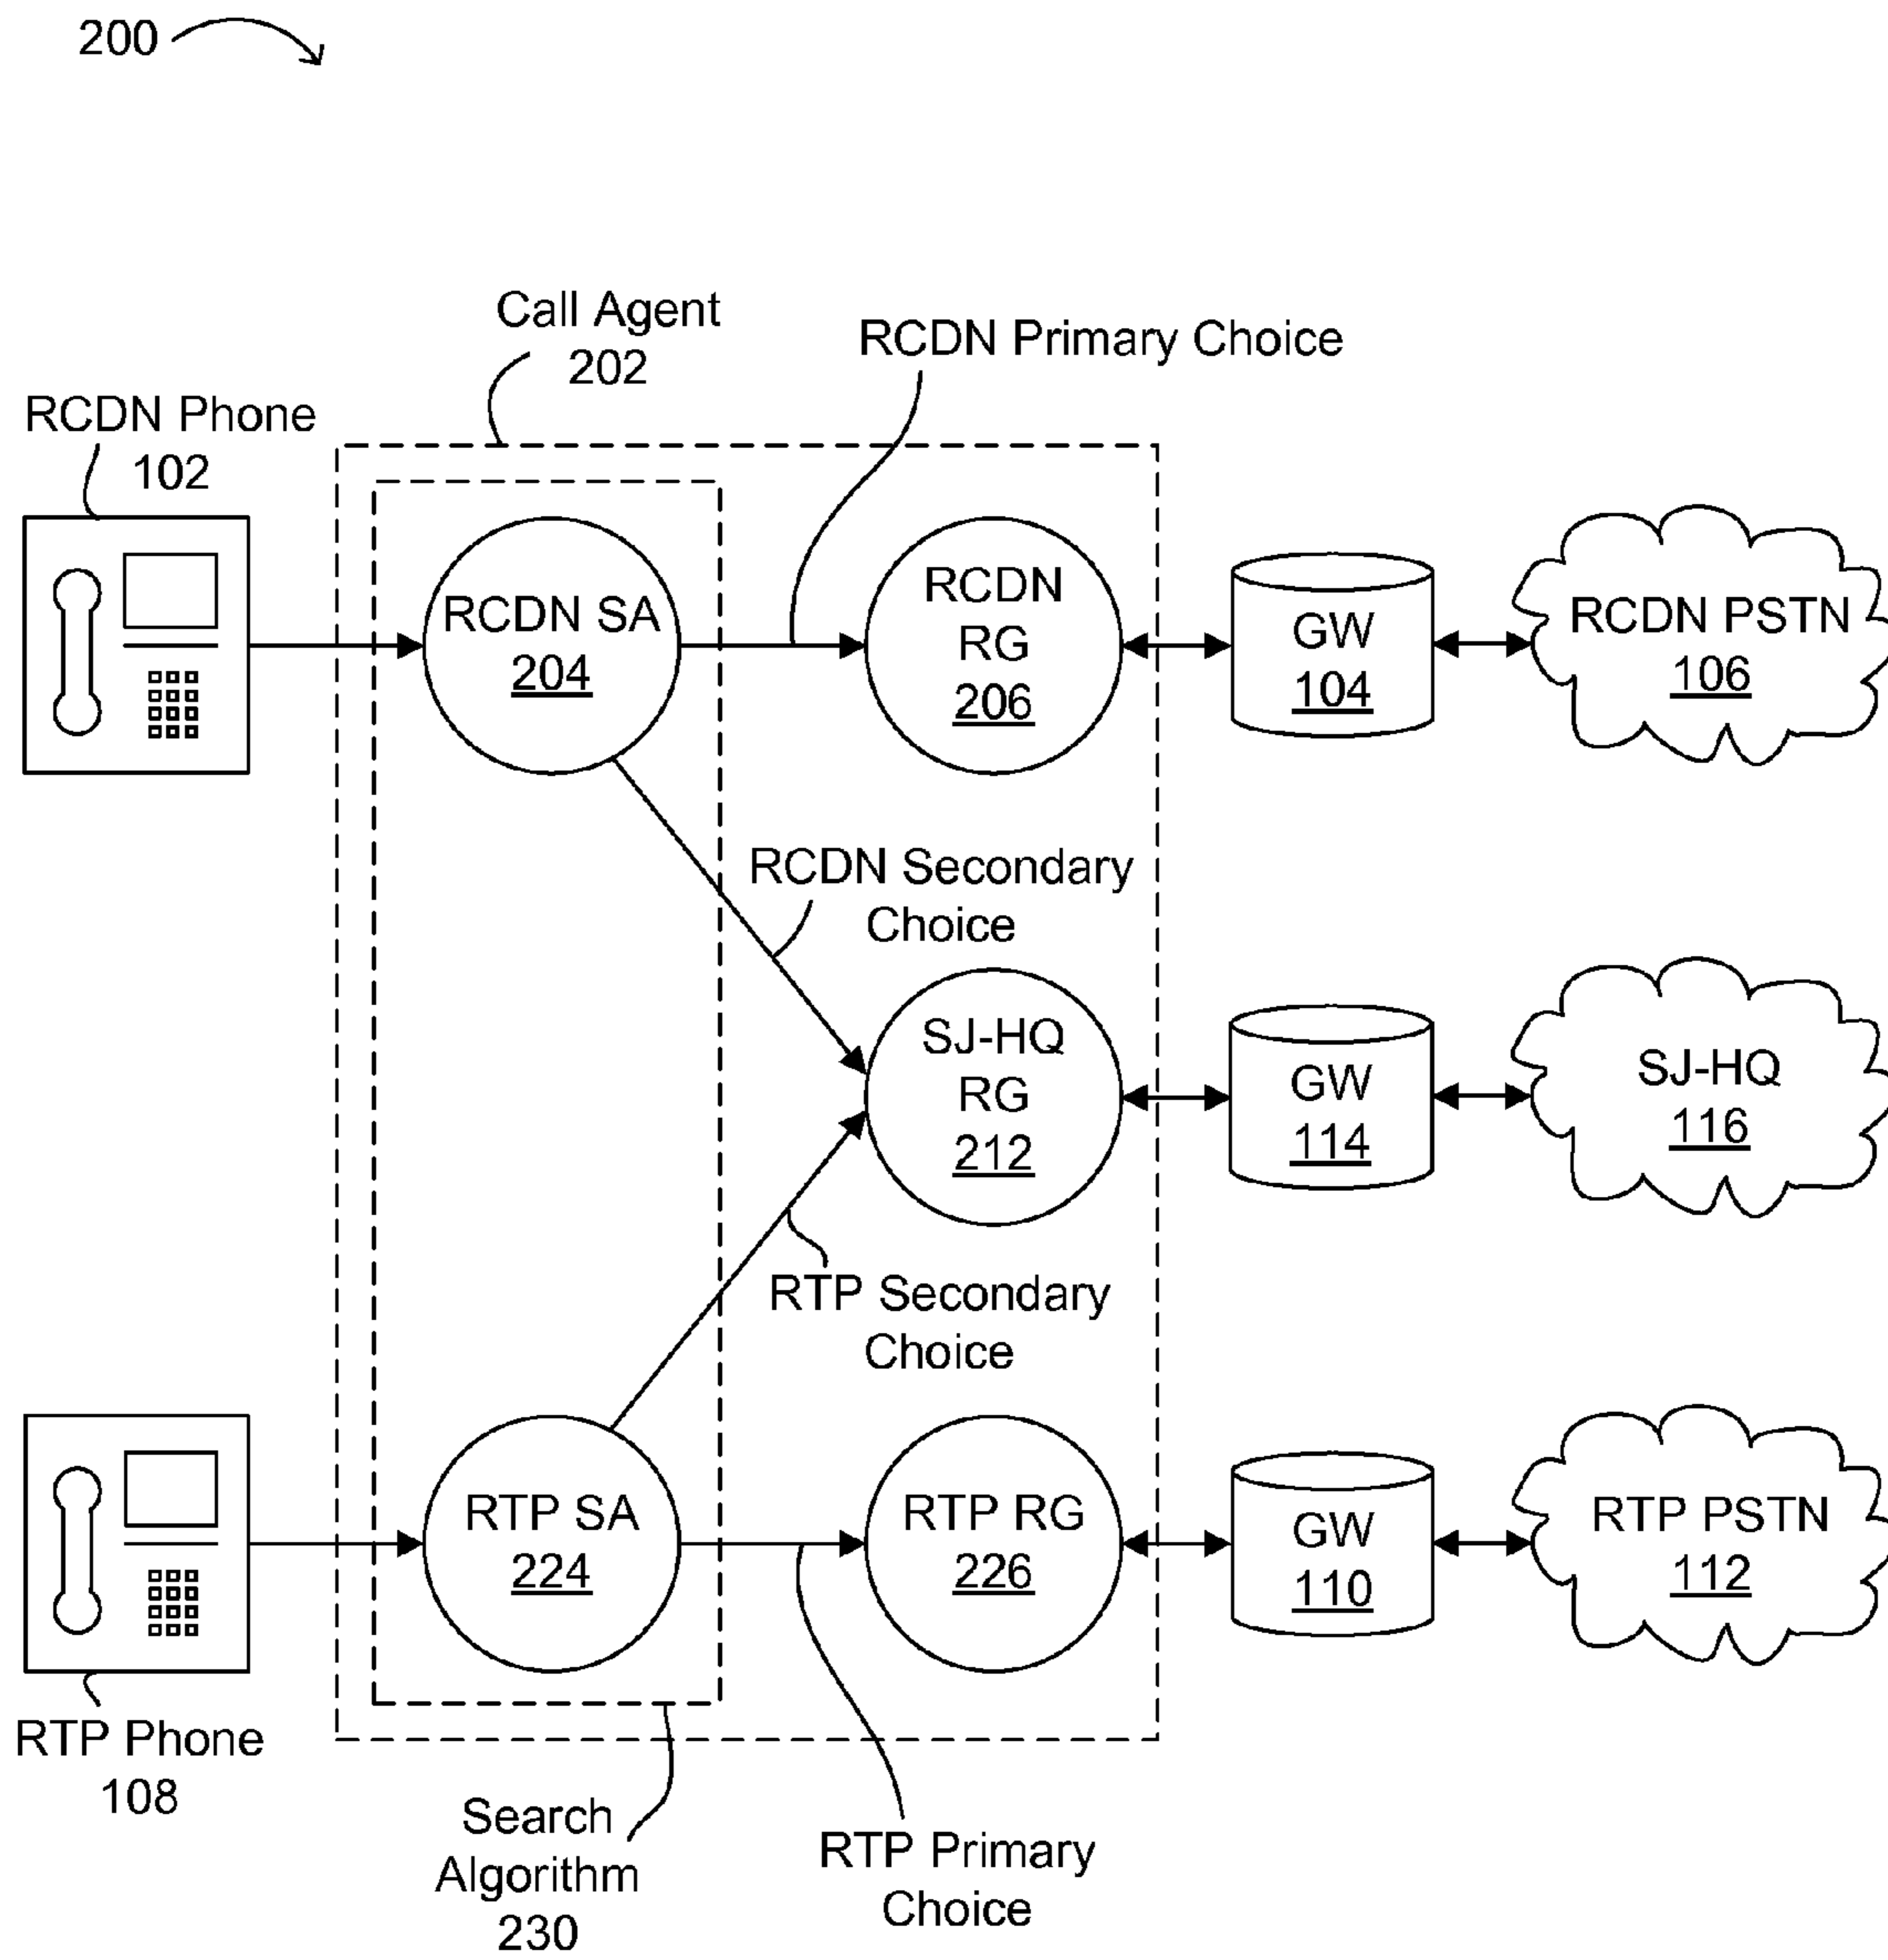 200
Call Agent
202
RCDN Primary Choice
RCDN Phone
102
RCDN SA
204
RCDN
RG
206
GW
104
RCDN PSTN
106
RCDN Secondary
Choice
SJ-HQ
RG
212
GW
114
SJ-HQ
116
RTP Secondary
Choice
RTP SA
224
RTP RG
226
GW
110
RTP PSTN
112
RTP Phone
108
Search
Algorithm
230
RTP Primary
Choice